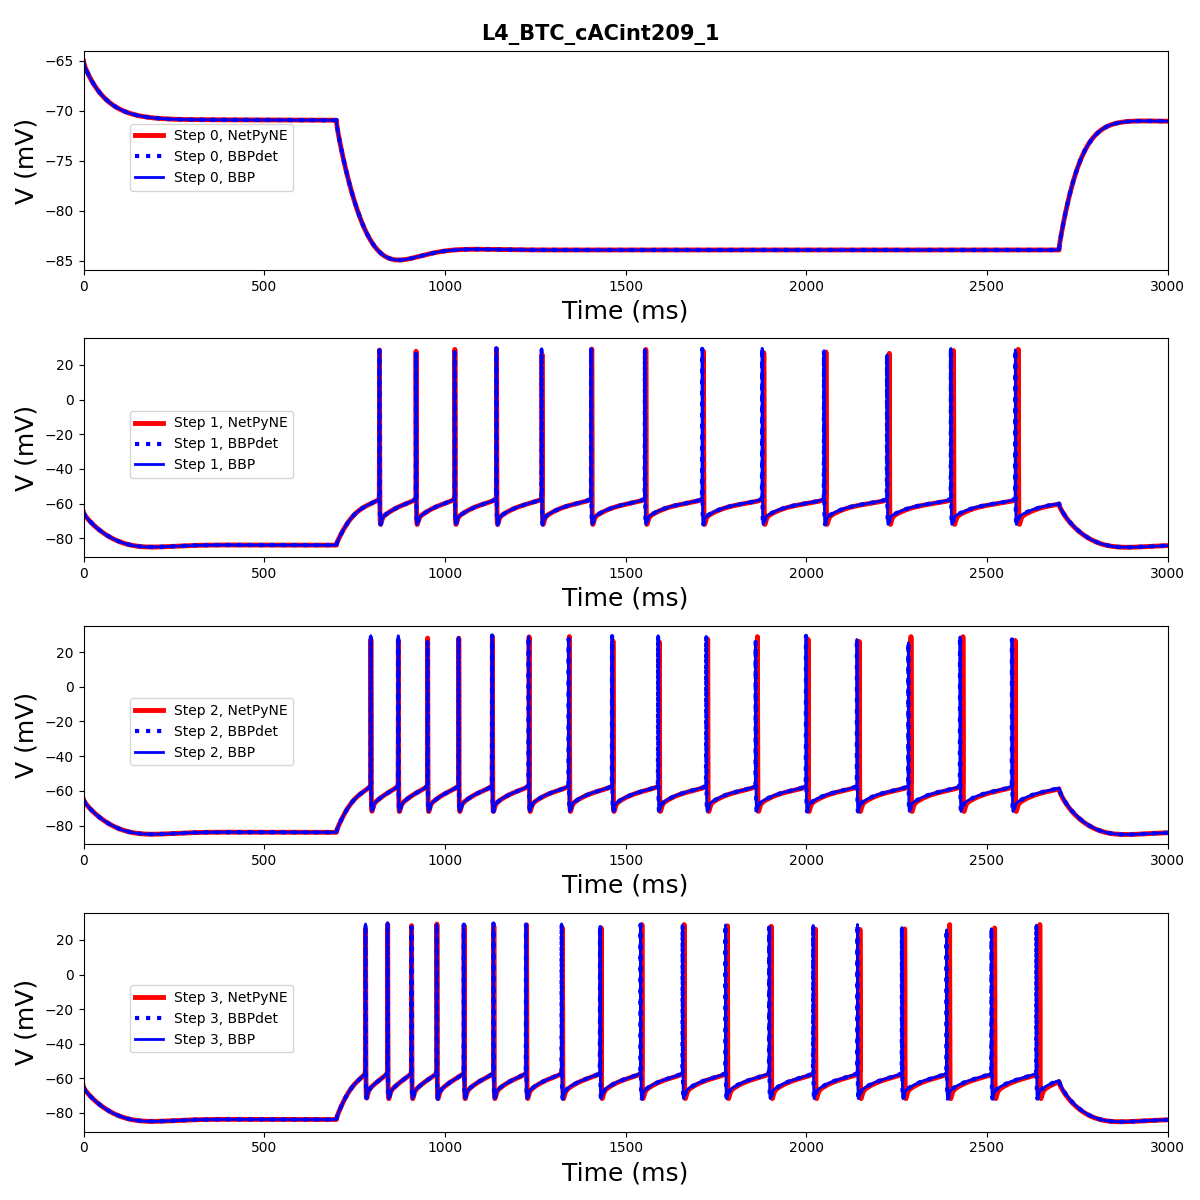 L4_BTC_cACint209_1
−65
−70
−75
−80
−85
V (mV)
Step 0, NetPyNE
Step 0, BBPdet
Step 0, BBP
0 500 1000 1500 2000 2500 3000
Time (ms)
20
0
−20
−40
−60
−80
V (mV)
Step 1, NetPyNE
Step 1, BBPdet
Step 1, BBP
0 500 1000 1500 2000 2500 3000
Time (ms)
20
0
−20
−40
−60
−80
V (mV)
Step 2, NetPyNE
Step 2, BBPdet
Step 2, BBP
0 500 1000 1500 2000 2500 3000
Time (ms)
20
0
−20
−40
−60
−80
V (mV)
Step 3, NetPyNE
Step 3, BBPdet
Step 3, BBP
0 500 1000 1500 2000 2500 3000
Time (ms)